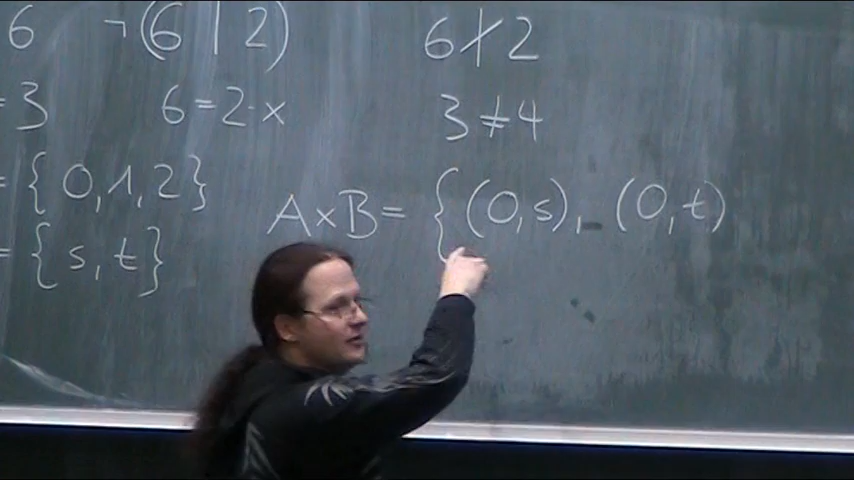 6 ¬(6 | 2) 6∤2
=3 6=2·x 3≠4
= {0,1,2}
A×B= {(0,s), (0,t)
= {s,t}